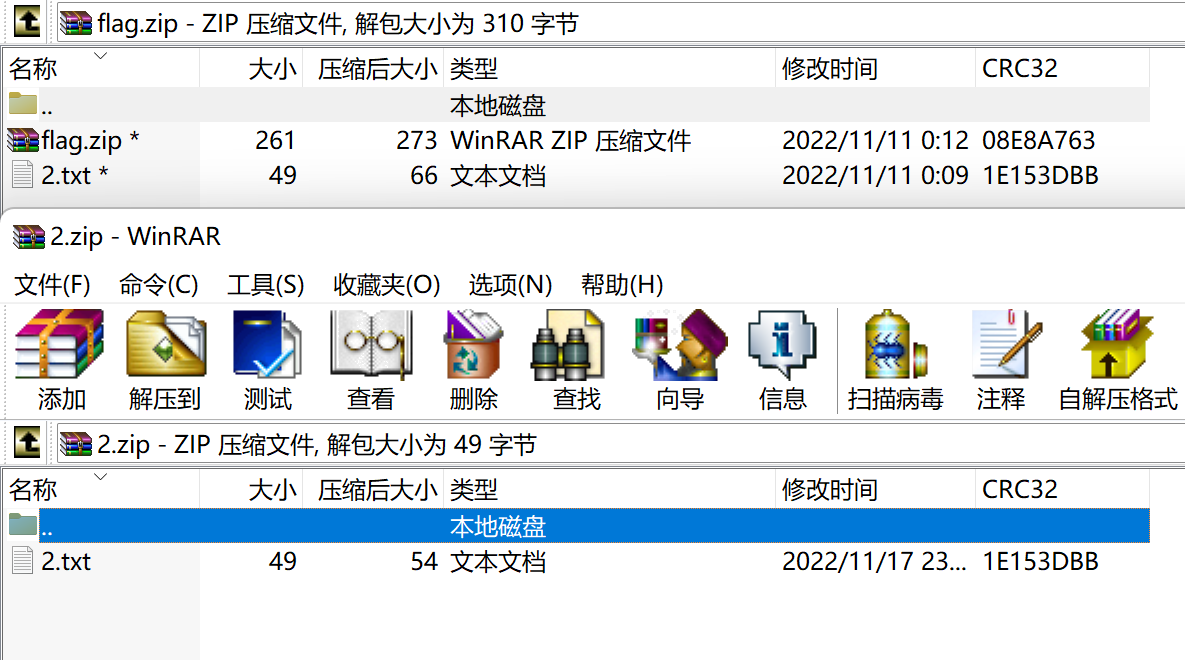 flag.zip - ZIP 压缩文件, 解包大小为 310 字节
名称 大小 压缩后大小 类型 修改时间 CRC32
.. 本地磁盘
flag.zip * 261 273 WinRAR ZIP 压缩文件 2022/11/11 0:12 08E8A763
2.txt * 49 66 文本文档 2022/11/11 0:09 1E153DBB
2.zip - WinRAR
文件(F) 命令(C) 工具(S) 收藏夹(O) 选项(N) 帮助(H)
添加 解压到 测试 查看 删除 查找 向导 信息 扫描病毒 注释 自解压格式
2.zip - ZIP 压缩文件, 解包大小为 49 字节
名称 大小 压缩后大小 类型 修改时间 CRC32
.. 本地磁盘
2.txt 49 54 文本文档 2022/11/17 23... 1E153DBB